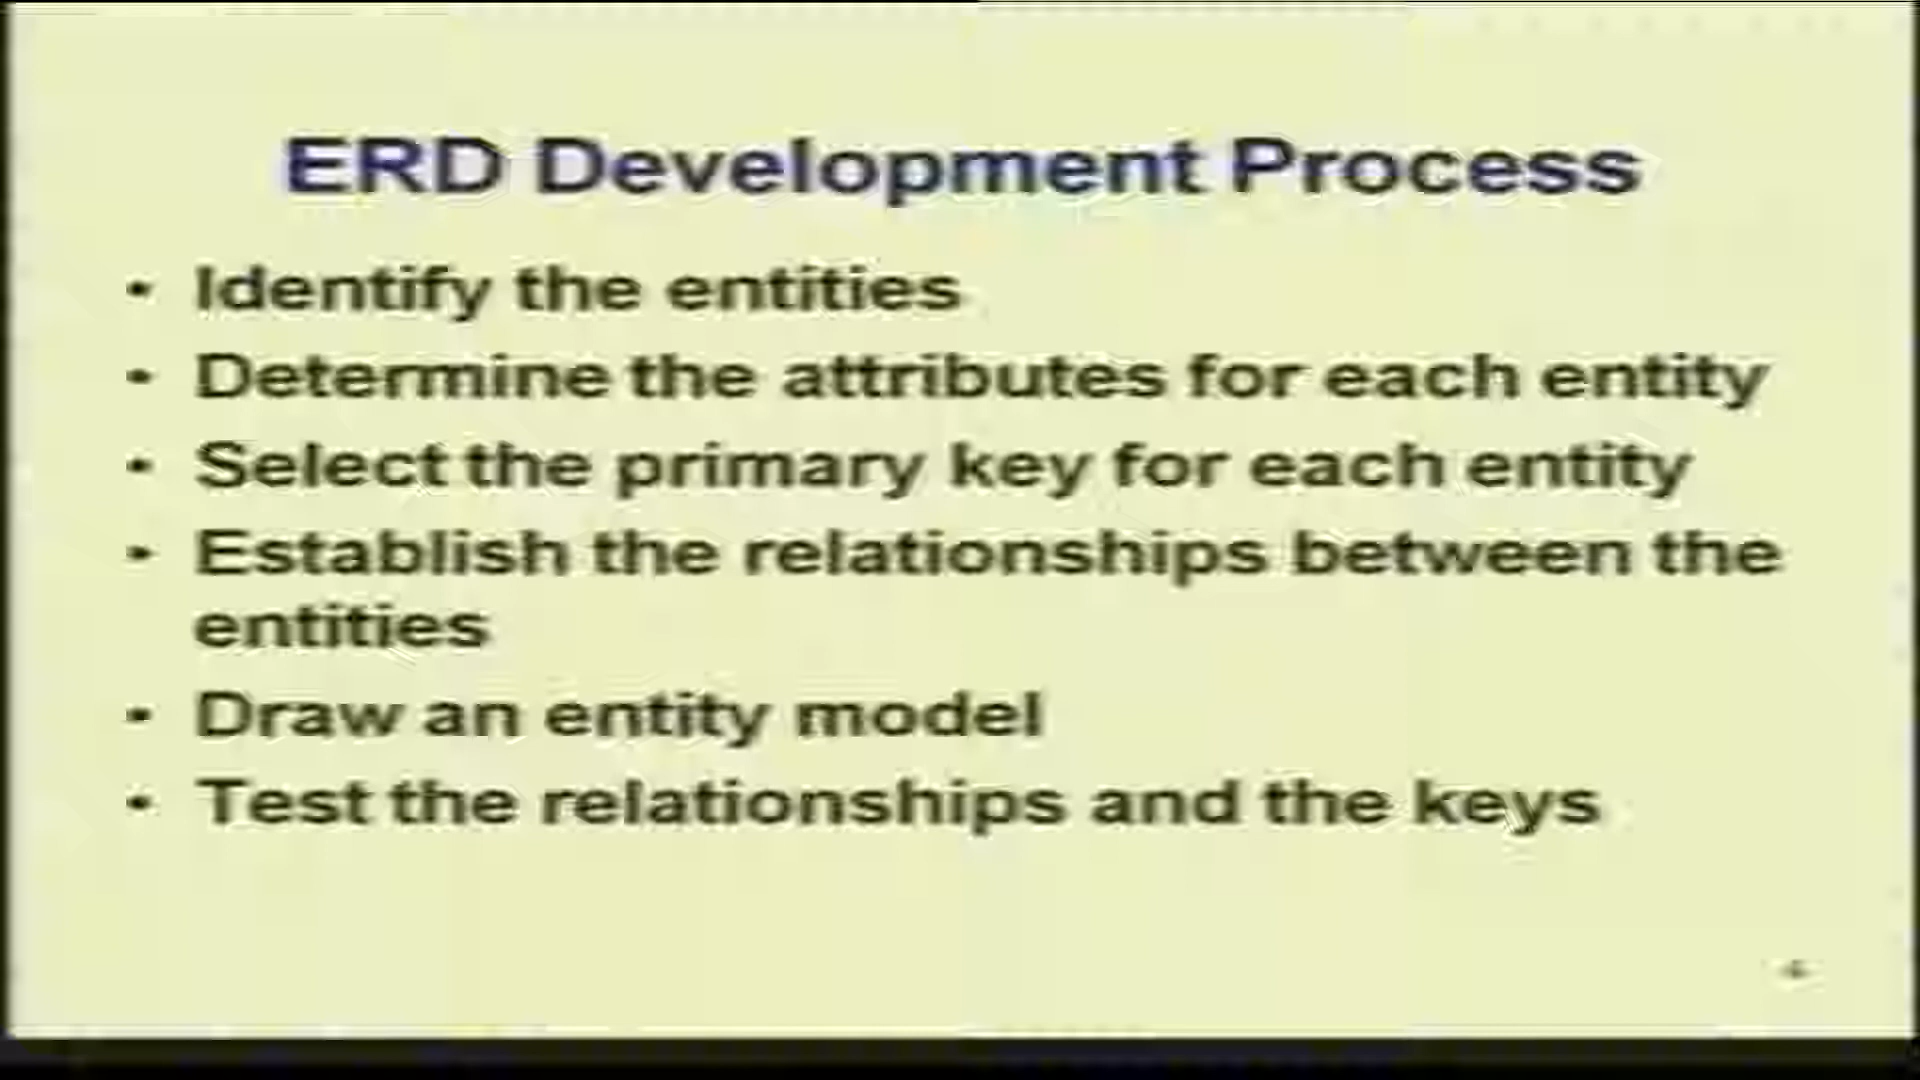 ERD Development Process
• Identify the entities
• Determine the attributes for each entity
• Select the primary key for each entity
• Establish the relationships between the
entities
• Draw an entity model
• Test the relationships and the keys